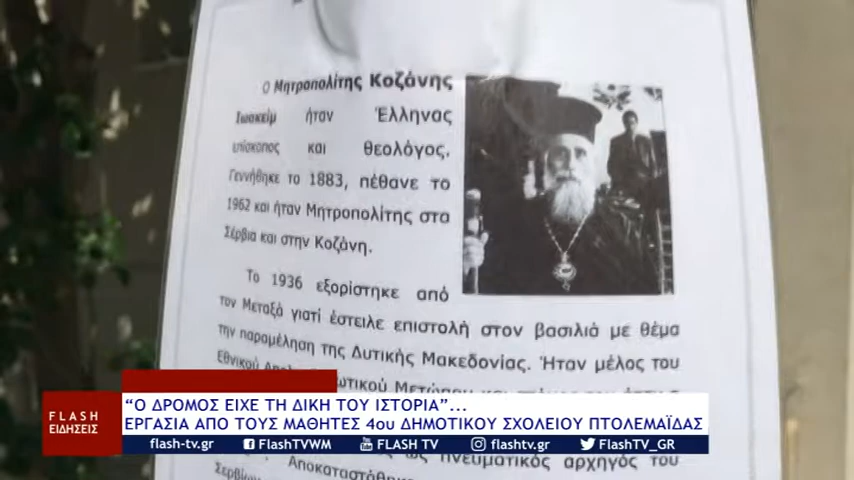 Ο Μητροπολίτης Κοζάνης
Ιωακείμ ήταν Έλληνας
επίσκοπος και θεολόγος.
Γεννήθηκε το 1883, πέθανε το
1962 και ήταν Μητροπολίτης στα
Σέρβια και στην Κοζάνη.
Το 1936 εξορίστηκε από
τον Μεταξά γιατί έστειλε επιστολή στον βασιλιά με θέμα
την παραμέληση της Δυτικής Μακεδονίας. Ήταν μέλος του
Εθνικού
“Ο ΔΡΟΜΟΣ ΕΙΧΕ ΤΗ ΔΙΚΗ ΤΟΥ ΙΣΤΟΡΙΑ”...
FLASH
ΕΙΔΗΣΕΙΣ
ΕΡΓΑΣΙΑ ΑΠΟ ΤΟΥΣ ΜΑΘΗΤΕΣ 4ου ΔΗΜΟΤΙΚΟΥ ΣΧΟΛΕΙΟΥ ΠΤΟΛΕΜΑΪΔΑΣ
flash-tv.gr FlashTVWM FLASH TV flashtv.gr FlashTV_GR
πνευματικός αρχηγός του
Σερβίων